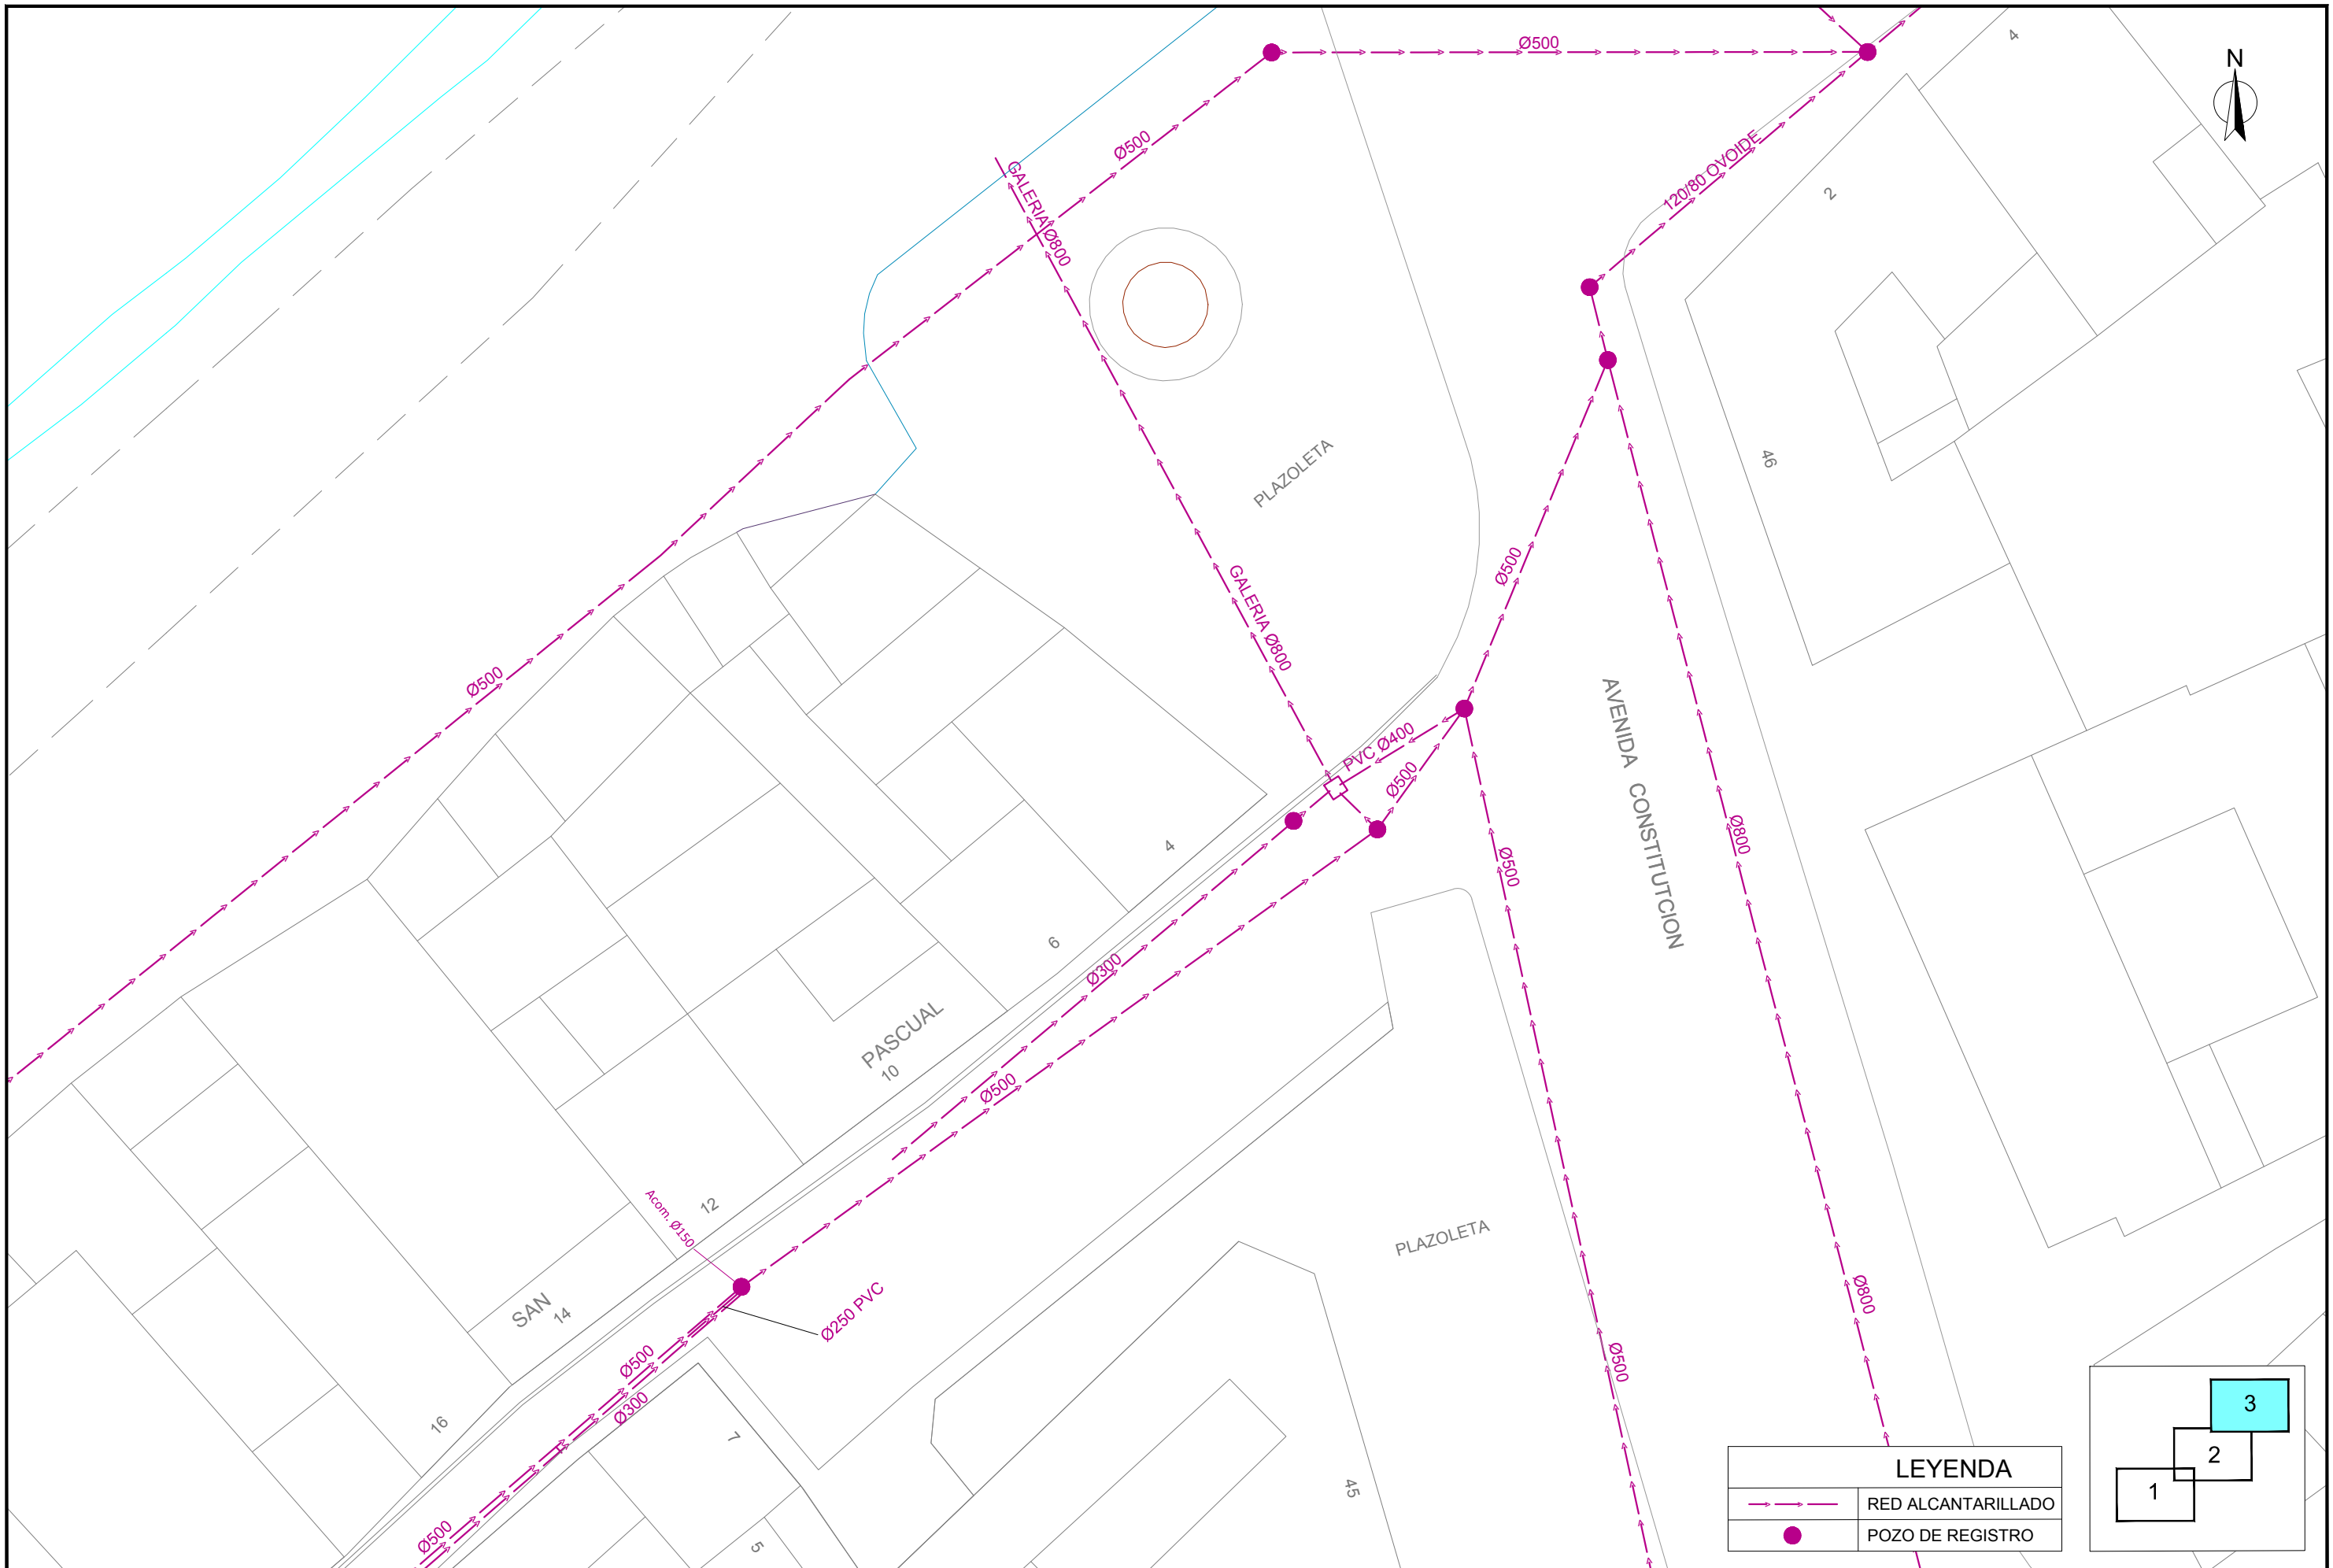 Ø500
4
N
Ø500
120/80 OVOIDE
GALERIA Ø800
2
PLAZOLETA
46
Ø500
GALERIA Ø800
Ø500
AVENIDA CONSTITUTCION
PVC Ø400
Ø500
Ø800
4
Ø500
6
Ø300
PASCUAL
10
Ø500
12
Acom. Ø150
PLAZOLETA
SAN
14
Ø250 PVC
Ø800
Ø500
Ø500
Ø300
16
7
45
5
Ø500
LEYENDA
RED ALCANTARILLADO
POZO DE REGISTRO
3
2
1